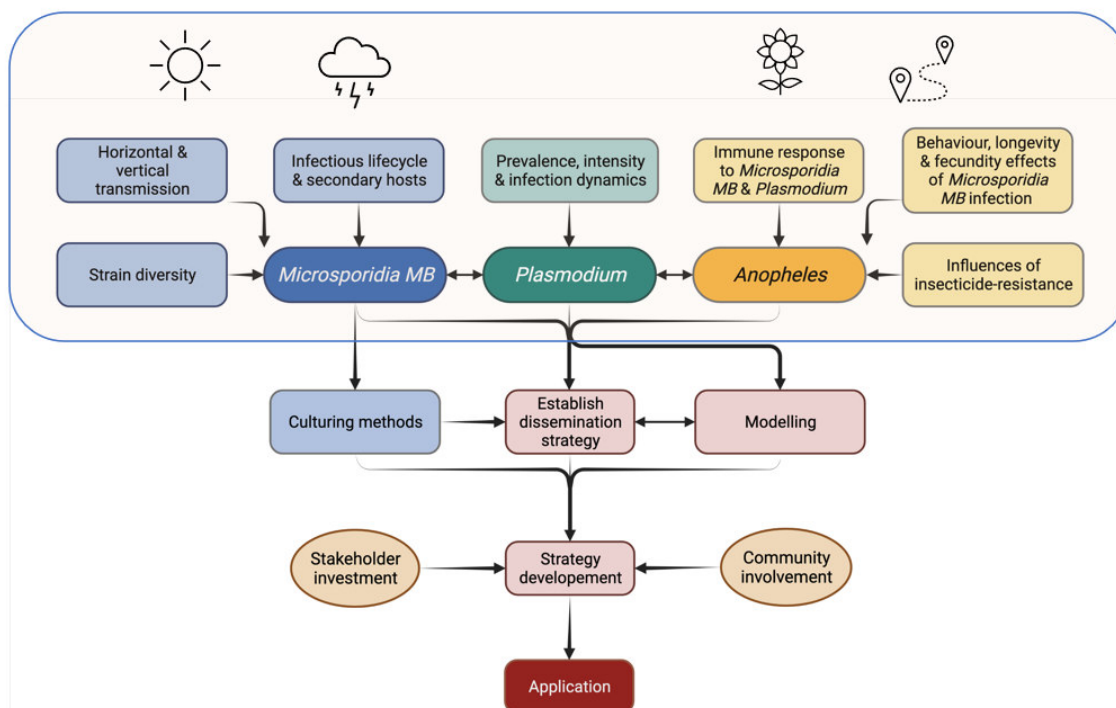 Horizontal &
vertical
transmission
Infectious lifecycle
& secondary hosts
Prevalence, intensity
& infection dynamics
Immune response
to Microsporidia
MB & Plasmodium
Behaviour, longevity
& fecundity effects
of Microsporidia
MB infection
Strain diversity
Microsporidia MB
Plasmodium
Anopheles
Influences of
insecticide-resistance
Culturing methods
Establish
dissemination
strategy
Modelling
Stakeholder
investment
Strategy
developement
Community
involvement
Application